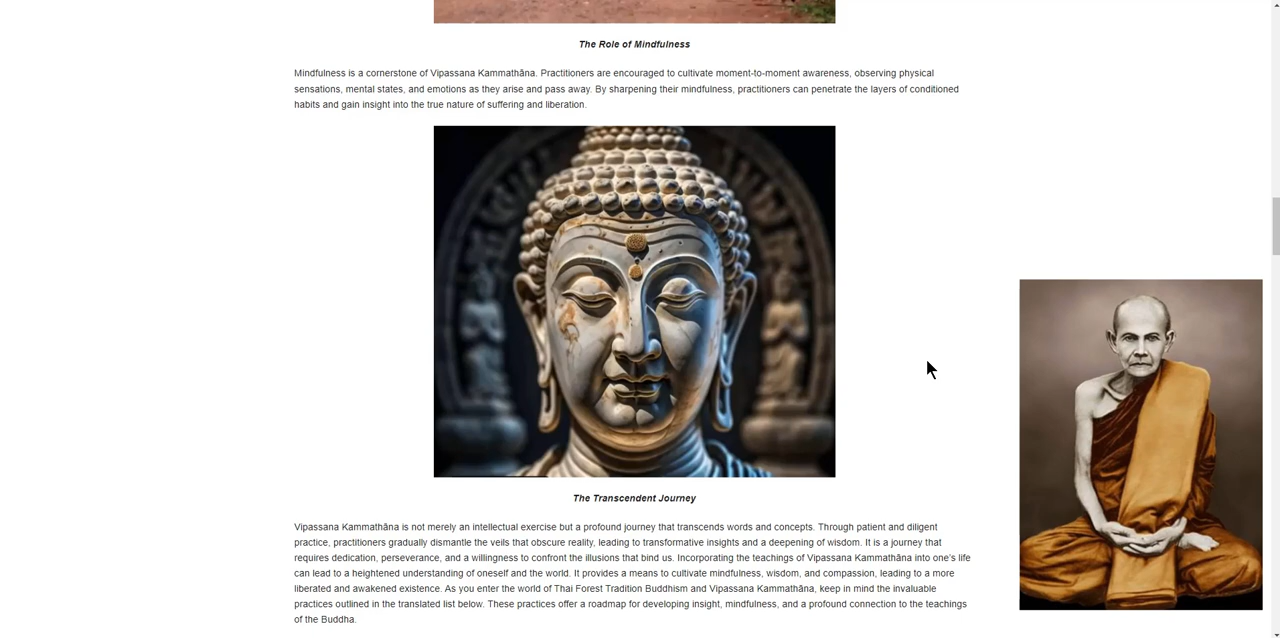 The Role of Mindfulness
Mindfulness is a cornerstone of Vipassana Kammathāna. Practitioners are encouraged to cultivate moment-to-moment awareness, observing physical
sensations, mental states, and emotions as they arise and pass away. By sharpening their mindfulness, practitioners can penetrate the layers of conditioned
habits and gain insight into the true nature of suffering and liberation.
The Transcendent Journey
Vipassana Kammathāna is not merely an intellectual exercise but a profound journey that transcends words and concepts. Through patient and diligent
practice, practitioners gradually dismantle the veils that obscure reality, leading to transformative insights and a deepening of wisdom. It is a journey that
requires dedication, perseverance, and a willingness to confront the illusions that bind us. Incorporating the teachings of Vipassana Kammathāna into one's life
can lead to a heightened understanding of oneself and the world. It provides a means to cultivate mindfulness, wisdom, and compassion, leading to a more
liberated and awakened existence. As you enter the world of Thai Forest Tradition Buddhism and Vipassana Kammathāna, keep in mind the invaluable
practices outlined in the translated list below. These practices offer a roadmap for developing insight, mindfulness, and a profound connection to the teachings
of the Buddha.